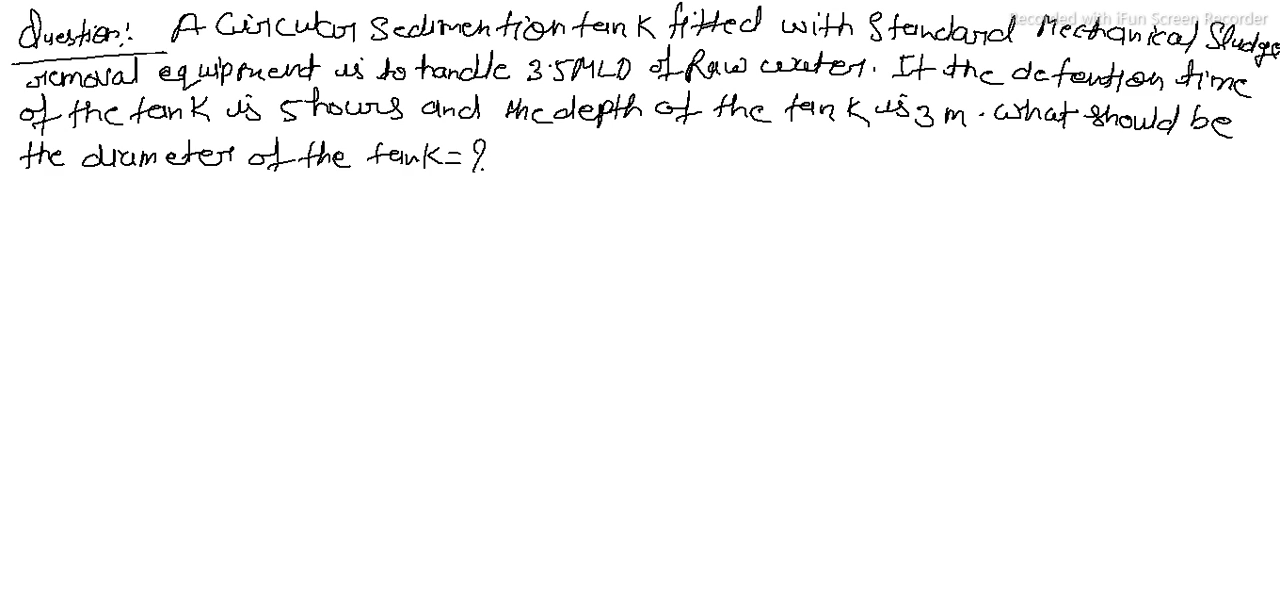 Recorded with iFun Screen Recorder
Question:- A Circular Sedimention tank fitted with Standard Mechanical Sludge
removal equipment is to handle 3.5MLD of Raw water. If the detention time
of the tank is 5 hours and the depth of the tank is 3 m. what should be
the diameter of the tank = ?